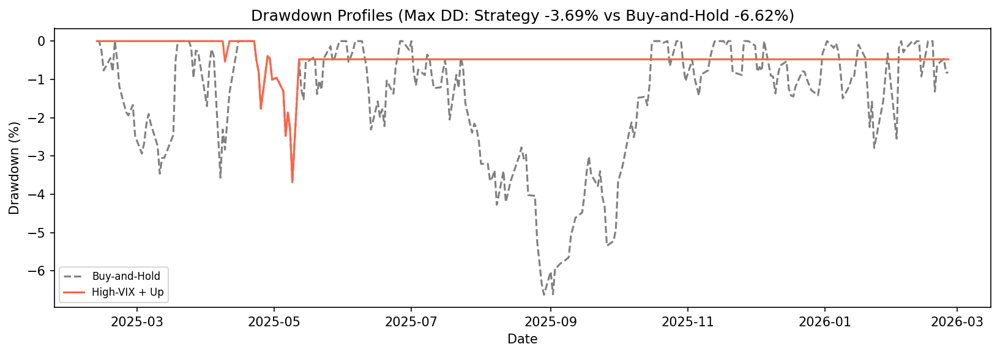 Drawdown Profiles (Max DD: Strategy -3.69% vs Buy-and-Hold -6.62%)
Drawdown (%)
0
−1
−2
−3
−4
−5
−6
Buy-and-Hold
High-VIX + Up
2025-03
2025-05
2025-07
2025-09
2025-11
2026-01
2026-03
Date